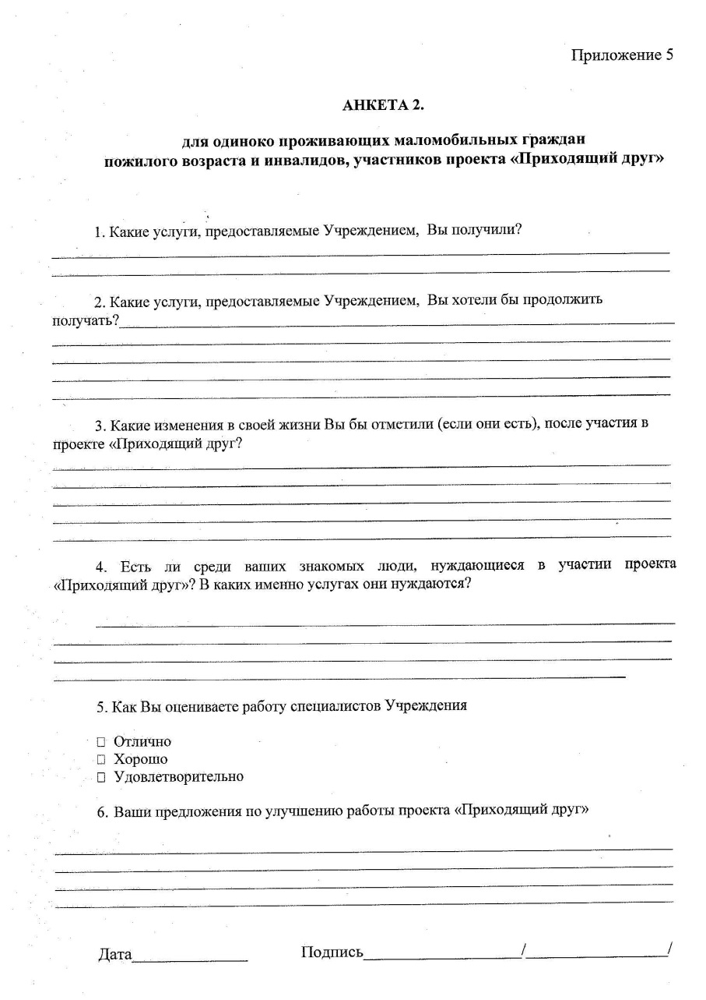 Приложение 5
АНКЕТА 2.
для одиноко проживающих маломобильных граждан
пожилого возраста и инвалидов, участников проекта «Приходящий друг»
1. Какие услуги, предоставляемые Учреждением, Вы получили?
2. Какие услуги, предоставляемые Учреждением, Вы хотели бы продолжить
получать?
3. Какие изменения в своей жизни Вы бы отметили (если они есть), после участия в
проекте «Приходящий друг?
4. Есть ли среди ваших знакомых люди, нуждающиеся в участии проекта
«Приходящий друг»? В каких именно услугах они нуждаются?
5. Как Вы оцениваете работу специалистов Учреждения
□ Отлично
□ Хорошо
□ Удовлетворительно
6. Ваши предложения по улучшению работы проекта «Приходящий друг»
Дата______________ Подпись___________________/_________________/